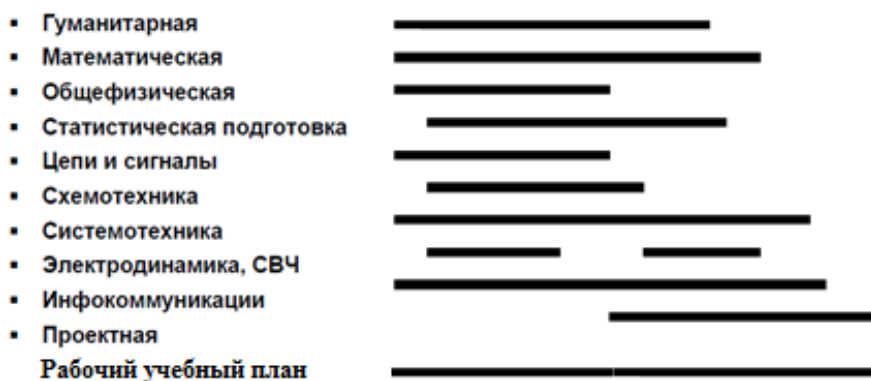 ▪ Гуманитарная
▪ Математическая
▪ Общефизическая
▪ Статистическая подготовка
▪ Цепи и сигналы
▪ Схемотехника
▪ Системотехника
▪ Электродинамика, СВЧ
▪ Инфокоммуникации
▪ Проектная
Рабочий учебный план